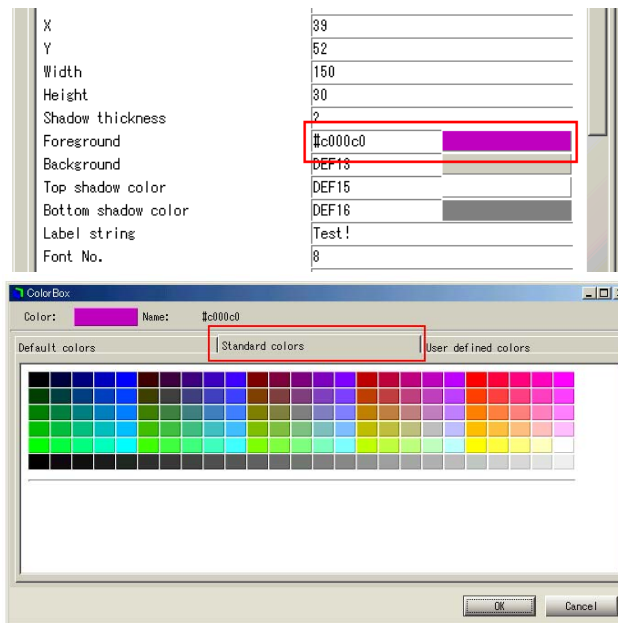 X 39
Y 52
Width 150
Height 30
Shadow thickness 2
Foreground #c000c0
Background DEF13
Top shadow color DEF15
Bottom shadow color DEF16
Label string Test!
Font No. 8
ColorBox
Color: Name: #c000c0
Default colors Standard colors User defined colors
OK Cancel